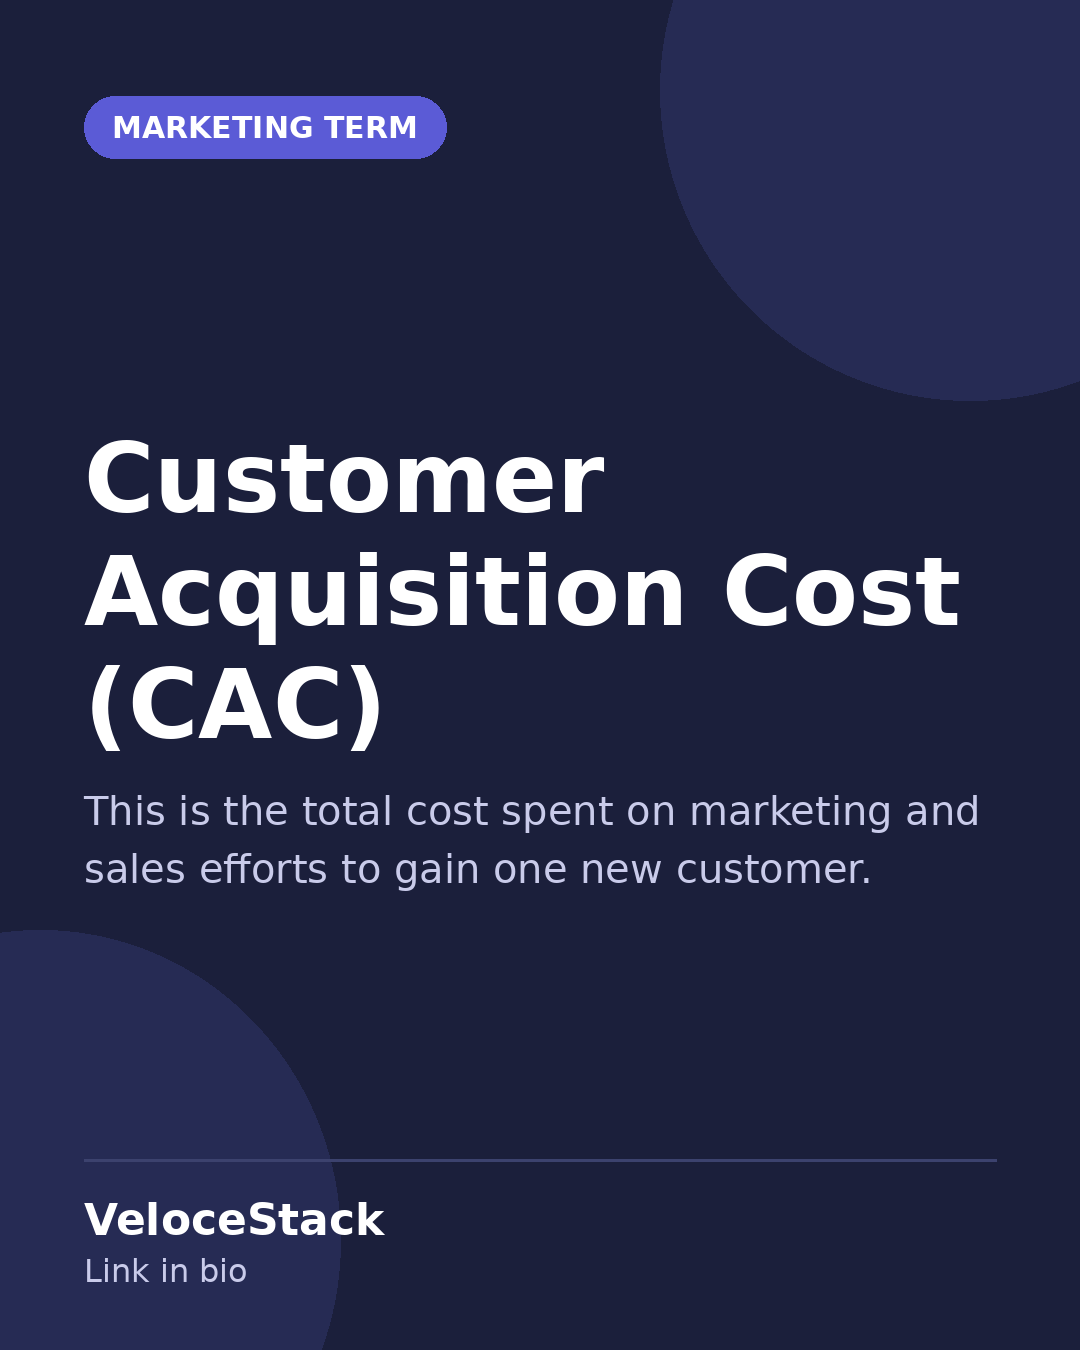 MARKETING TERM
Customer
Acquisition Cost
(CAC)
This is the total cost spent on marketing and
sales efforts to gain one new customer.
VeloceStack
Link in bio